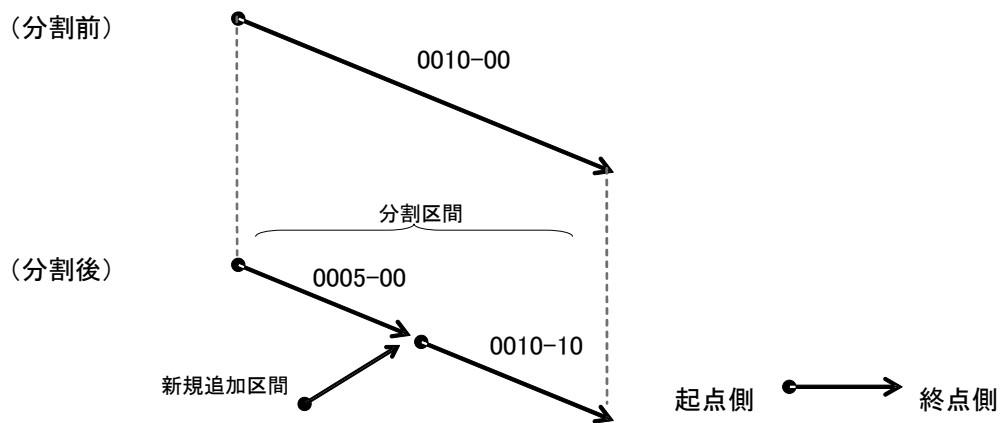 （分割前）
0010-00
分割区間
（分割後）
0005-00
0010-10
新規追加区間
起点側
終点側